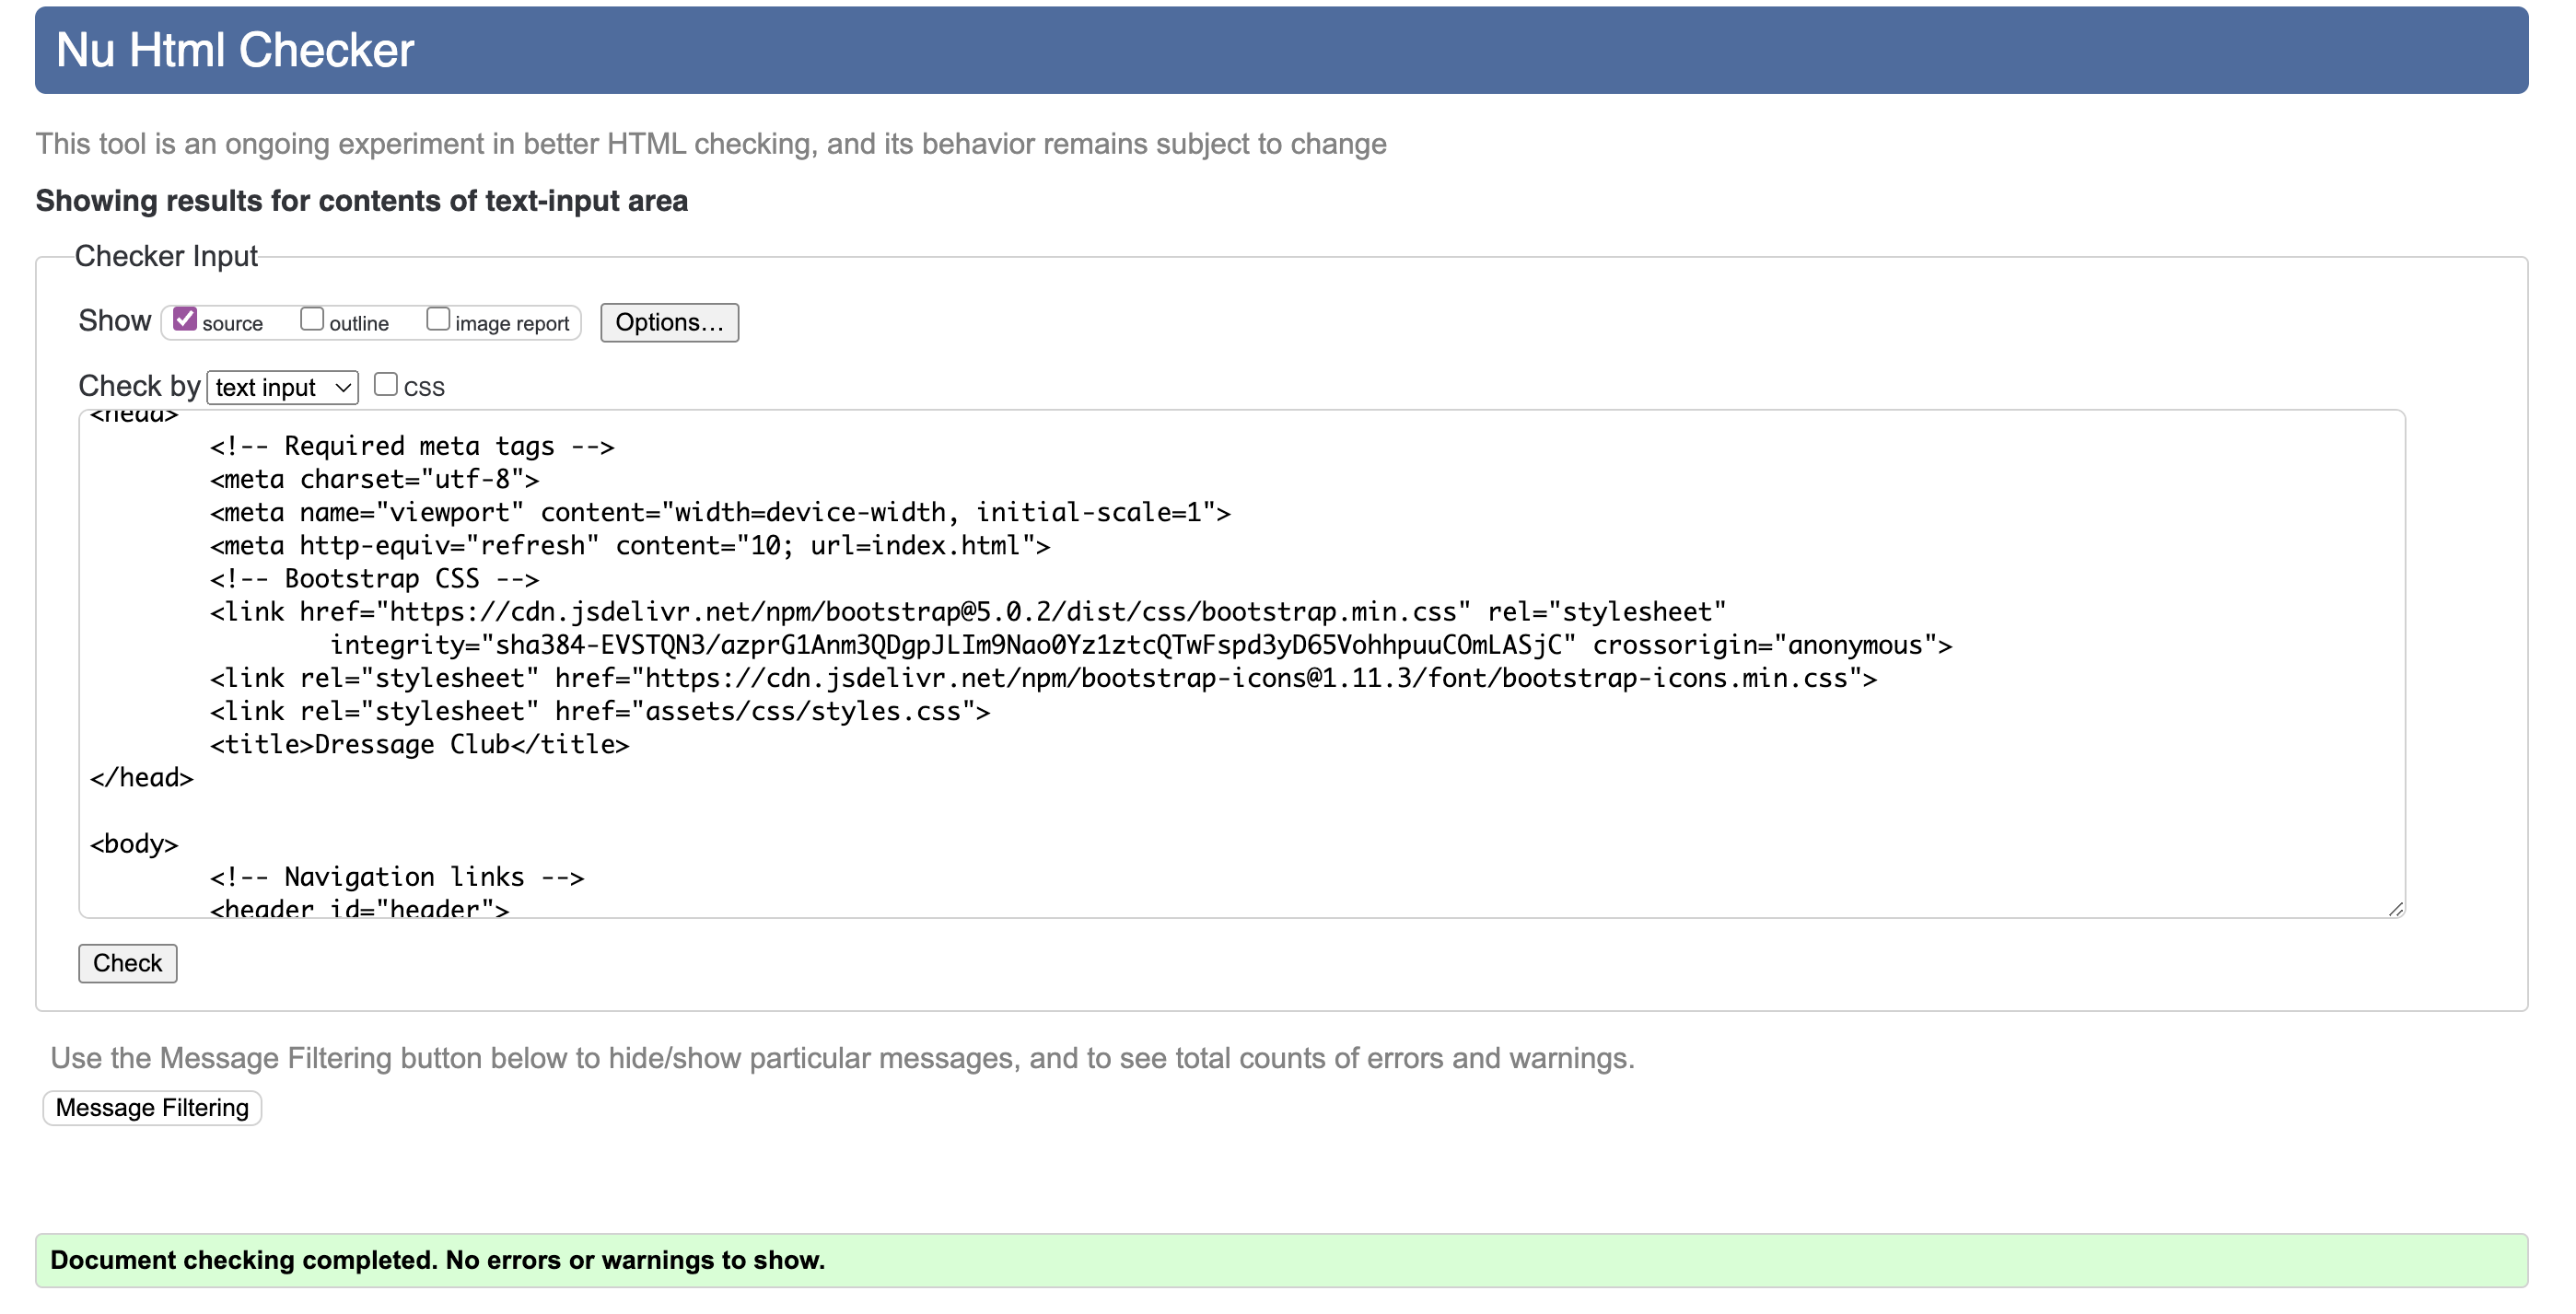 Nu Html Checker
This tool is an ongoing experiment in better HTML checking, and its behavior remains subject to change
Showing results for contents of text-input area
Checker Input
Show source outline image report Options...
Check by text input CSS
<head>
<!-- Required meta tags -->
<meta charset="utf-8">
<meta name="viewport" content="width=device-width, initial-scale=1">
<meta http-equiv="refresh" content="10; url=index.html">
<!-- Bootstrap CSS -->
<link href="https://cdn.jsdelivr.net/npm/bootstrap@5.0.2/dist/css/bootstrap.min.css" rel="stylesheet"
integrity="sha384-EVSTQN3/azprG1Anm3QDgpJLIm9Nao0Yz1ztcQTwFspd3yD65VohhpuuCOmLASjC" crossorigin="anonymous">
<link rel="stylesheet" href="https://cdn.jsdelivr.net/npm/bootstrap-icons@1.11.3/font/bootstrap-icons.min.css">
<link rel="stylesheet" href="assets/css/styles.css">
<title>Dressage Club</title>
</head>
<body>
<!-- Navigation links -->
<header id="header">
Check
Use the Message Filtering button below to hide/show particular messages, and to see total counts of errors and warnings.
Message Filtering
Document checking completed. No errors or warnings to show.